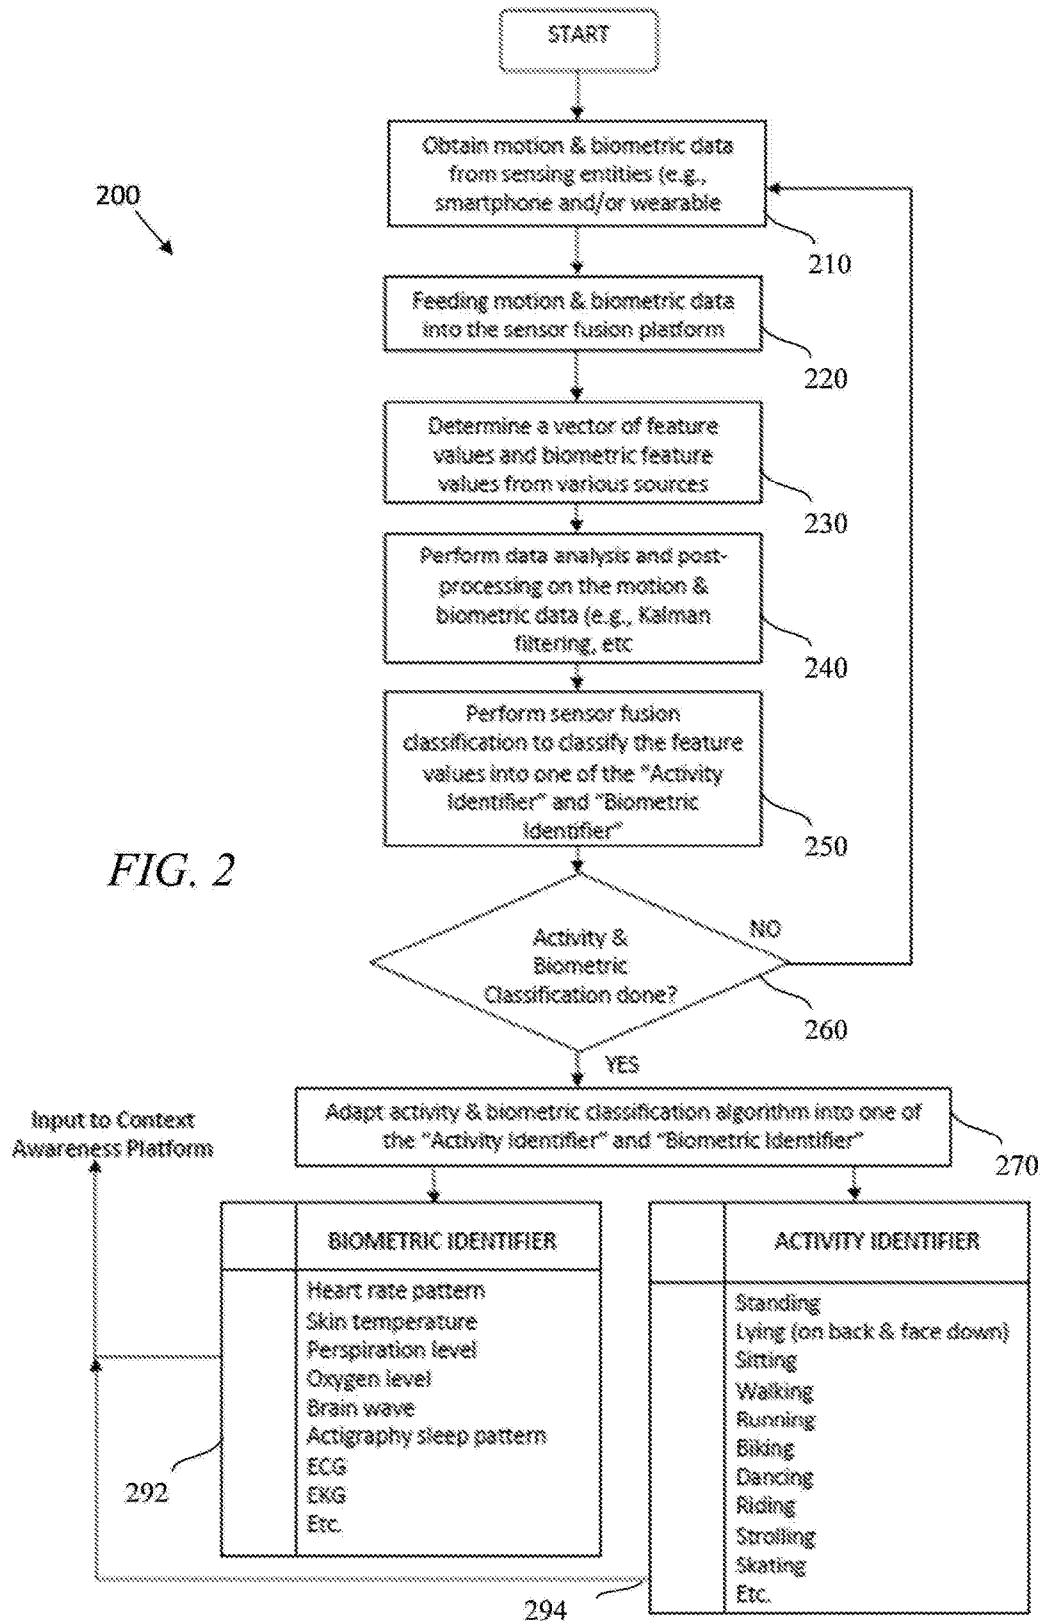 START
Obtain motion & biometric data
from sensing entities (e.g.,
smartphone and/or wearable
200
210
Feeding motion & biometric data
into the sensor fusion platform
220
Determine a vector of feature
values and biometric feature
values from various sources
230
Perform data analysis and post-
processing on the motion &
biometric data (e.g., Kalman
filtering, etc
240
Perform sensor fusion
classification to classify the feature
values into one of the “Activity
Identifier” and “Biometric
Identifier”
250
FIG. 2
NO
Activity &
Biometric
Classification done?
260
YES
Adapt activity & biometric classification algorithm into one of
the “Activity Identifier” and “Biometric Identifier”
270
Input to Context
Awareness Platform
BIOMETRIC IDENTIFIER
Heart rate pattern
Skin temperature
Perspiration level
Oxygen level
Brain wave
Actigraphy sleep pattern
ECG
EKG
Etc.
292
ACTIVITY IDENTIFIER
Standing
Lying (on back & face down)
Sitting
Walking
Running
Biking
Dancing
Riding
Strolling
Skating
Etc.
294